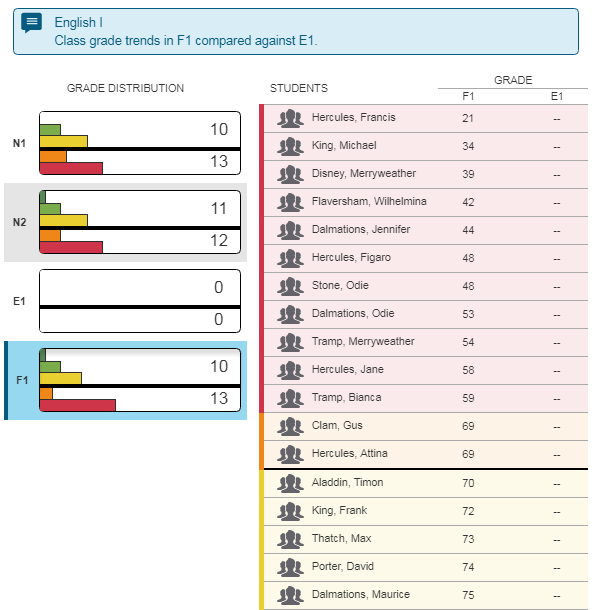 English I
Class grade trends in F1 compared against E1.
GRADE DISTRIBUTION
N1
10
13
N2
11
12
E1
0
0
F1
10
13
STUDENTS
GRADE
F1 E1
Hercules, Francis 21 --
King, Michael 34 --
Disney, Merryweather 39 --
Flaversham, Wilhelmina 42 --
Dalmations, Jennifer 44 --
Hercules, Figaro 48 --
Stone, Odie 48 --
Dalmations, Odie 53 --
Tramp, Merryweather 54 --
Hercules, Jane 58 --
Tramp, Bianca 59 --
Clam, Gus 69 --
Hercules, Attina 69 --
Aladdin, Timon 70 --
King, Frank 72 --
Thatch, Max 73 --
Porter, David 74 --
Dalmations, Maurice 75 --